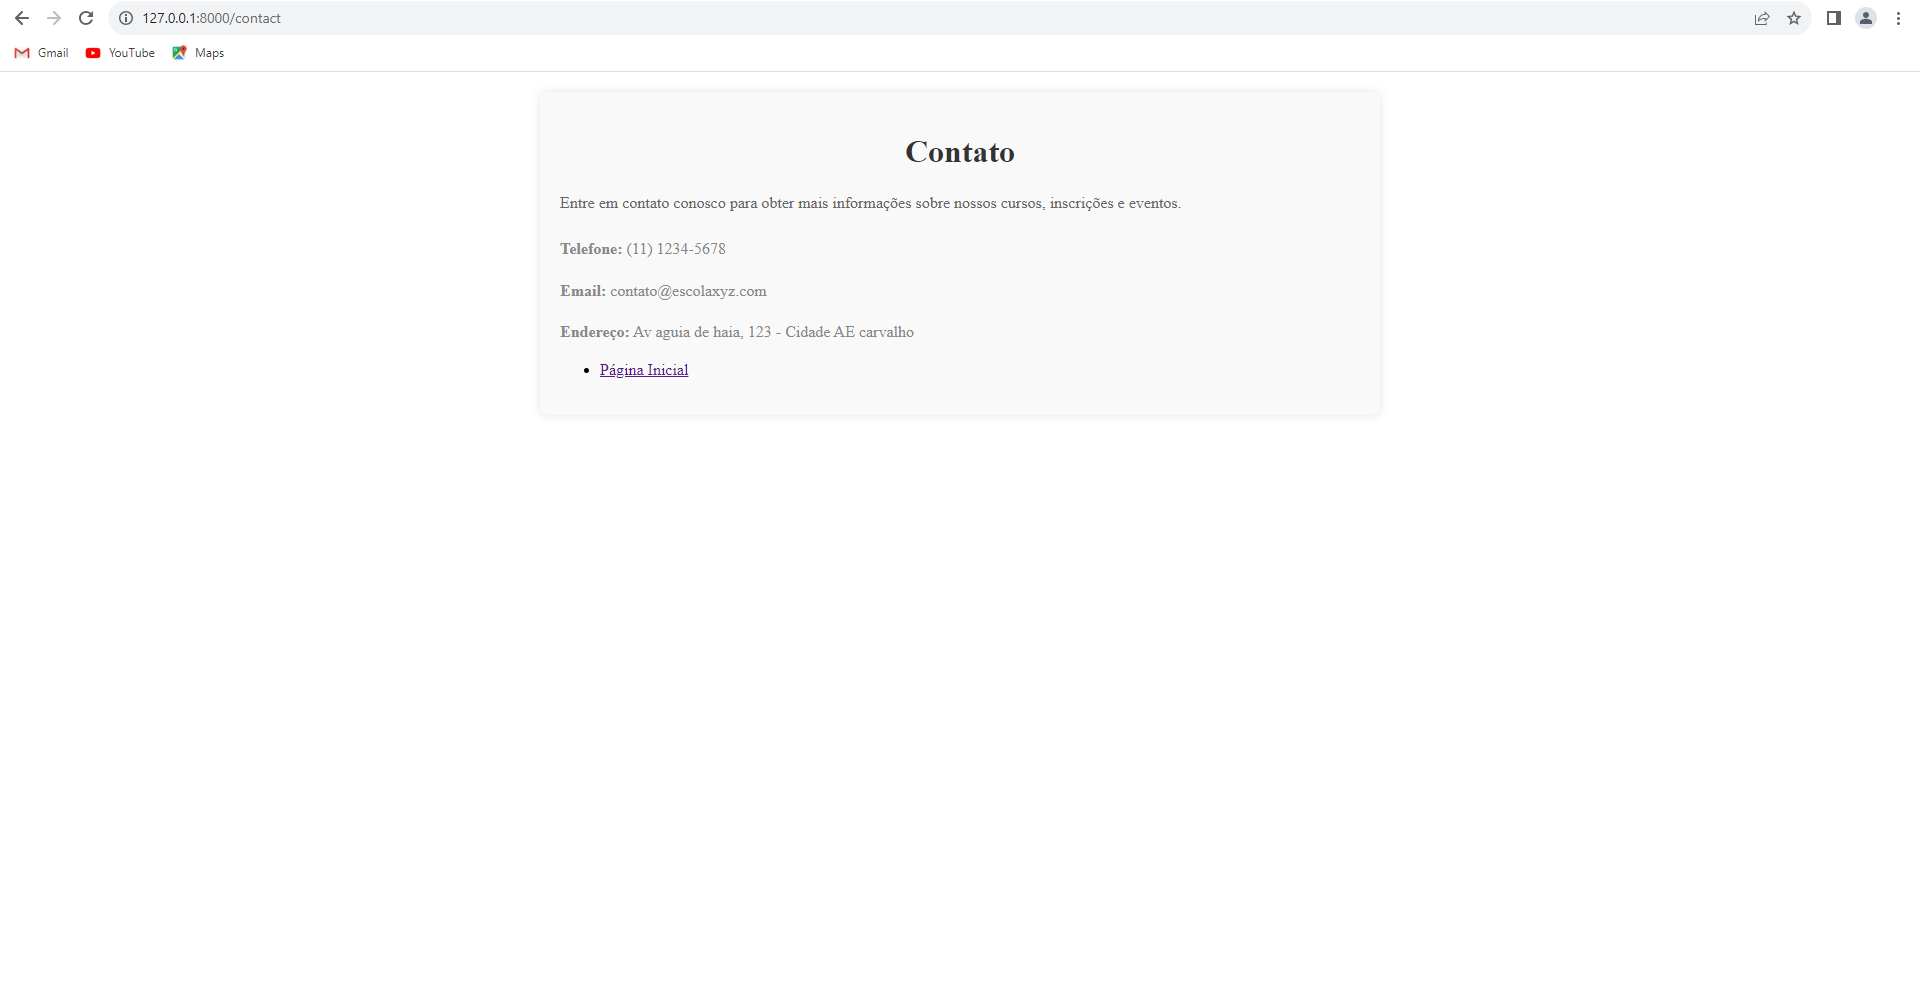 127.0.0.1:8000/contact
Gmail YouTube Maps
Contato
Entre em contato conosco para obter mais informações sobre nossos cursos, inscrições e eventos.
Telefone: (11) 1234-5678
Email: contato@escolaxyz.com
Endereço: Av aguia de haia, 123 - Cidade AE carvalho
Página Inicial